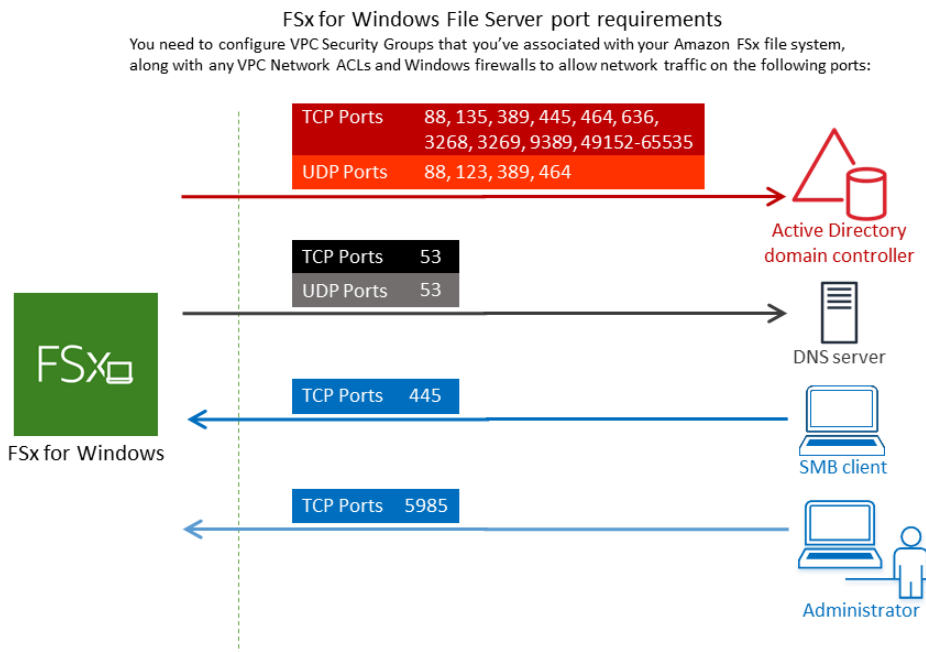 FSx for Windows File Server port requirements
You need to configure VPC Security Groups that you've associated with your Amazon FSx file system,
along with any VPC Network ACLs and Windows firewalls to allow network traffic on the following ports:
TCP Ports 88, 135, 389, 445, 464, 636,
3268, 3269, 9389, 49152-65535
UDP Ports 88, 123, 389, 464
Active Directory
domain controller
TCP Ports 53
UDP Ports 53
DNS server
FSx
FSx for Windows
TCP Ports 445
SMB client
TCP Ports 5985
Administrator